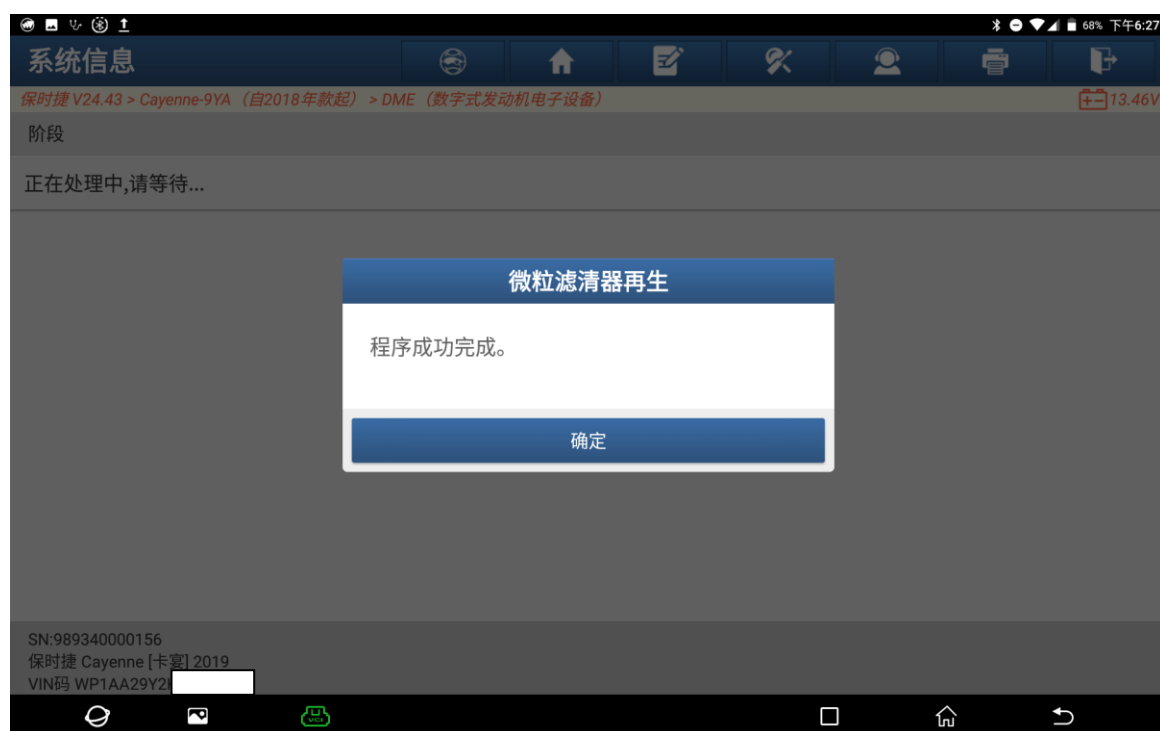 68% 下午6:27
系统信息
保时捷 V24.43 > Cayenne-9YA（自2018年款起）> DME（数字式发动机电子设备）
13.46V
阶段
正在处理中,请等待...
微粒滤清器再生
程序成功完成。
确定
SN:989340000156
保时捷 Cayenne [卡宴] 2019
VIN码 WP1AA29Y2
VCI